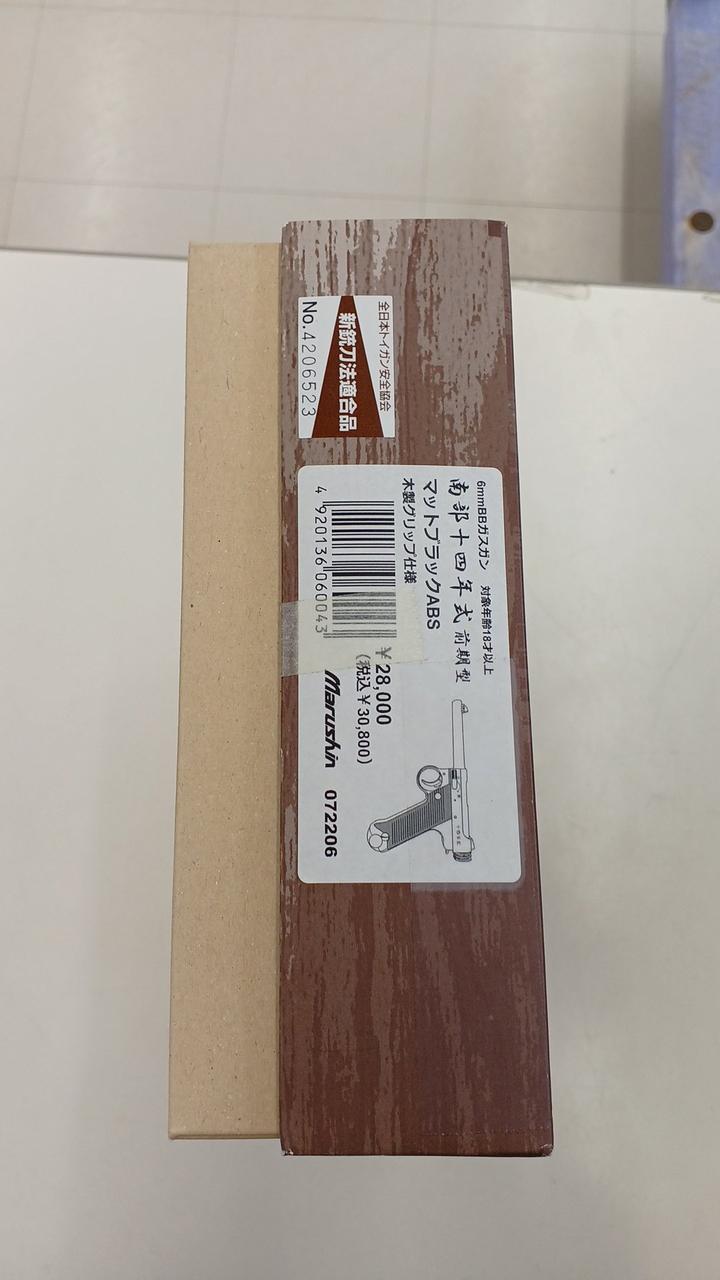 全日本トイガン安全協会
新銃刀法適合品
No.4206523
6mmBBガスガン 対象年齢18才以上
南部十四年式 前期型
マットブラックABS
木製グリップ仕様
4 920136 060043
￥28,000
(税込￥30,800)
Marushin 072206